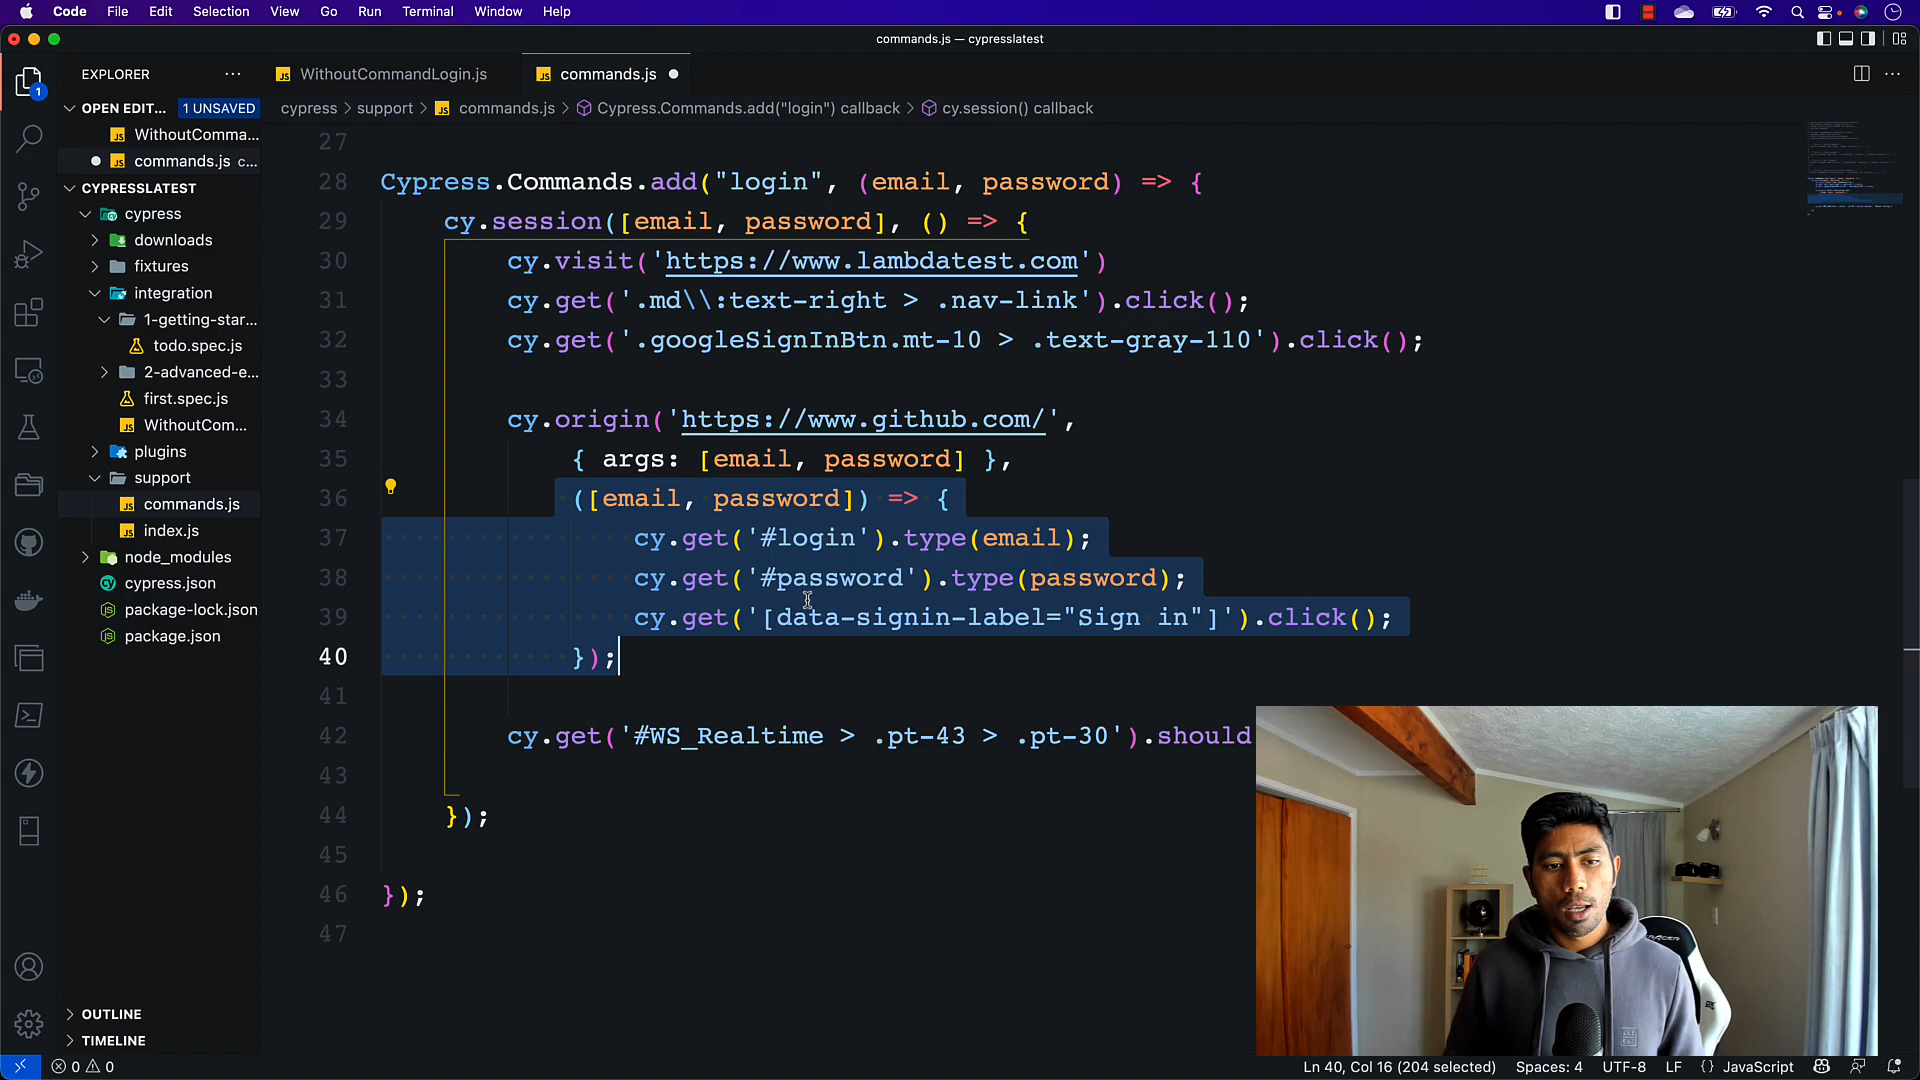 Code File Edit Selection View Go Run Terminal Window Help
commands.js — cypresslatest
EXPLORER
WithoutCommandLogin.js
commands.js
OPEN EDIT... 1 UNSAVED
cypress > support > commands.js > Cypress.Commands.add("login") callback > cy.session() callback
WithoutComma...
commands.js c...
CYPRESSLATEST
cypress
downloads
fixtures
integration
1-getting-star...
todo.spec.js
2-advanced-e...
first.spec.js
WithoutCom...
plugins
support
commands.js
index.js
node_modules
cypress.json
package-lock.json
package.json
OUTLINE
TIMELINE
27
28 Cypress.Commands.add("login", (email, password) => {
29 cy.session([email, password], () => {
30 cy.visit('https://www.lambdatest.com')
31 cy.get('.md\\:text-right > .nav-link').click();
32 cy.get('.googleSignInBtn.mt-10 > .text-gray-110').click();
33
34 cy.origin('https://www.github.com/',
35 { args: [email, password] },
36 ([email, password]) => {
37 cy.get('#login').type(email);
38 cy.get('#password').type(password);
39 cy.get('[data-signin-label="Sign in"]').click();
40 });
41
42 cy.get('#WS_Realtime > .pt-43 > .pt-30').should
43
44 });
45
46 });
47
0 0
Ln 40, Col 16 (204 selected) Spaces: 4 UTF-8 LF {} JavaScript